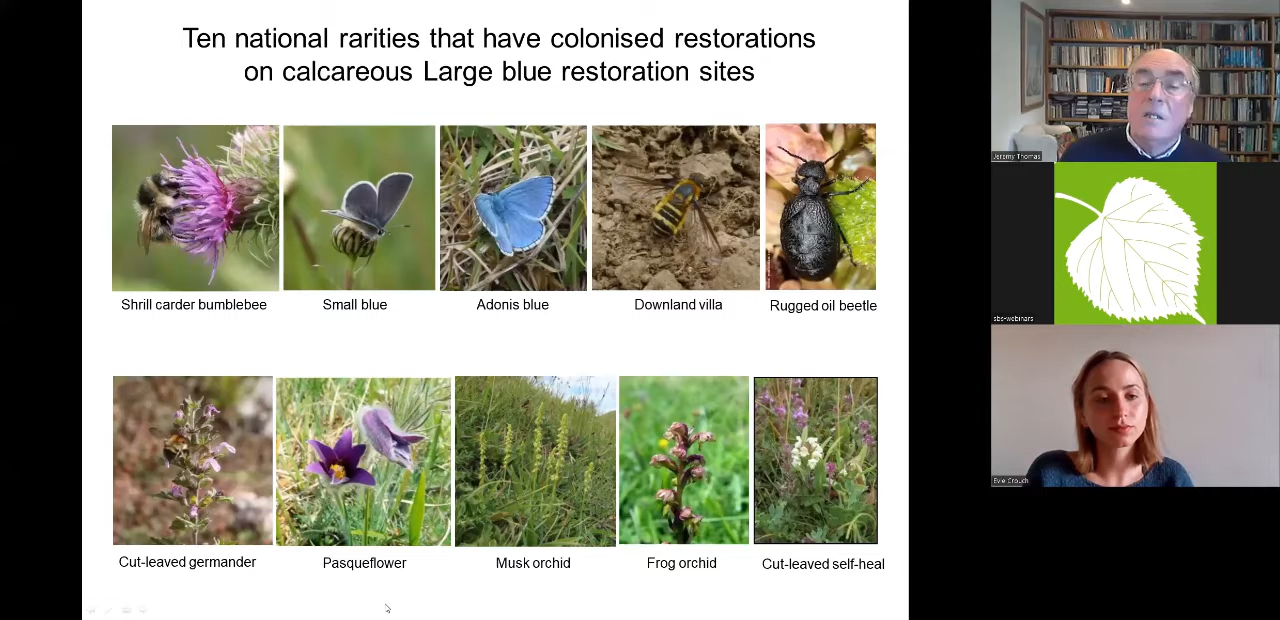 Ten national rarities that have colonised restorations
on calcareous Large blue restoration sites
Shrill carder bumblebee
Small blue
Adonis blue
Downland villa
Rugged oil beetle
Cut-leaved germander
Pasqueflower
Musk orchid
Frog orchid
Cut-leaved self-heal
Jeremy Thomas
sbs-webinars
Evie Crouch